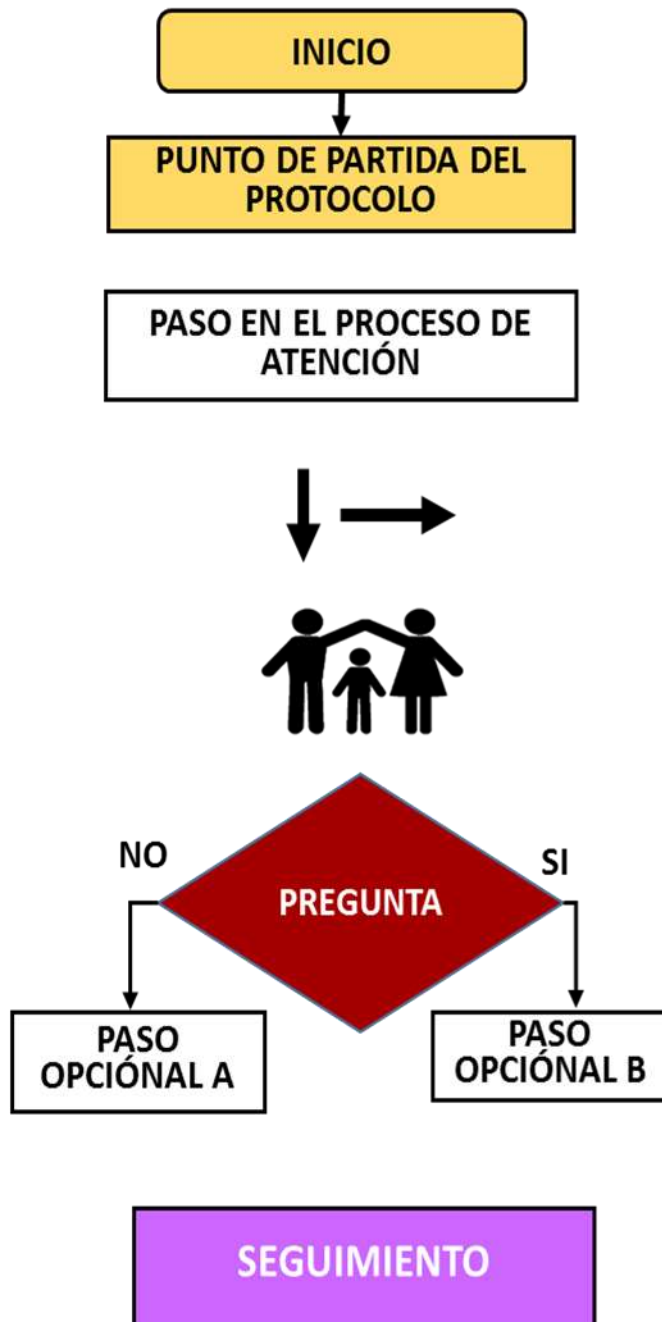 INICIO
PUNTO DE PARTIDA DEL
PROTOCOLO
PASO EN EL PROCESO DE
ATENCIÓN
NO
SI
PREGUNTA
PASO
OPCIÓNAL A
PASO
OPCIÓNAL B
SEGUIMIENTO